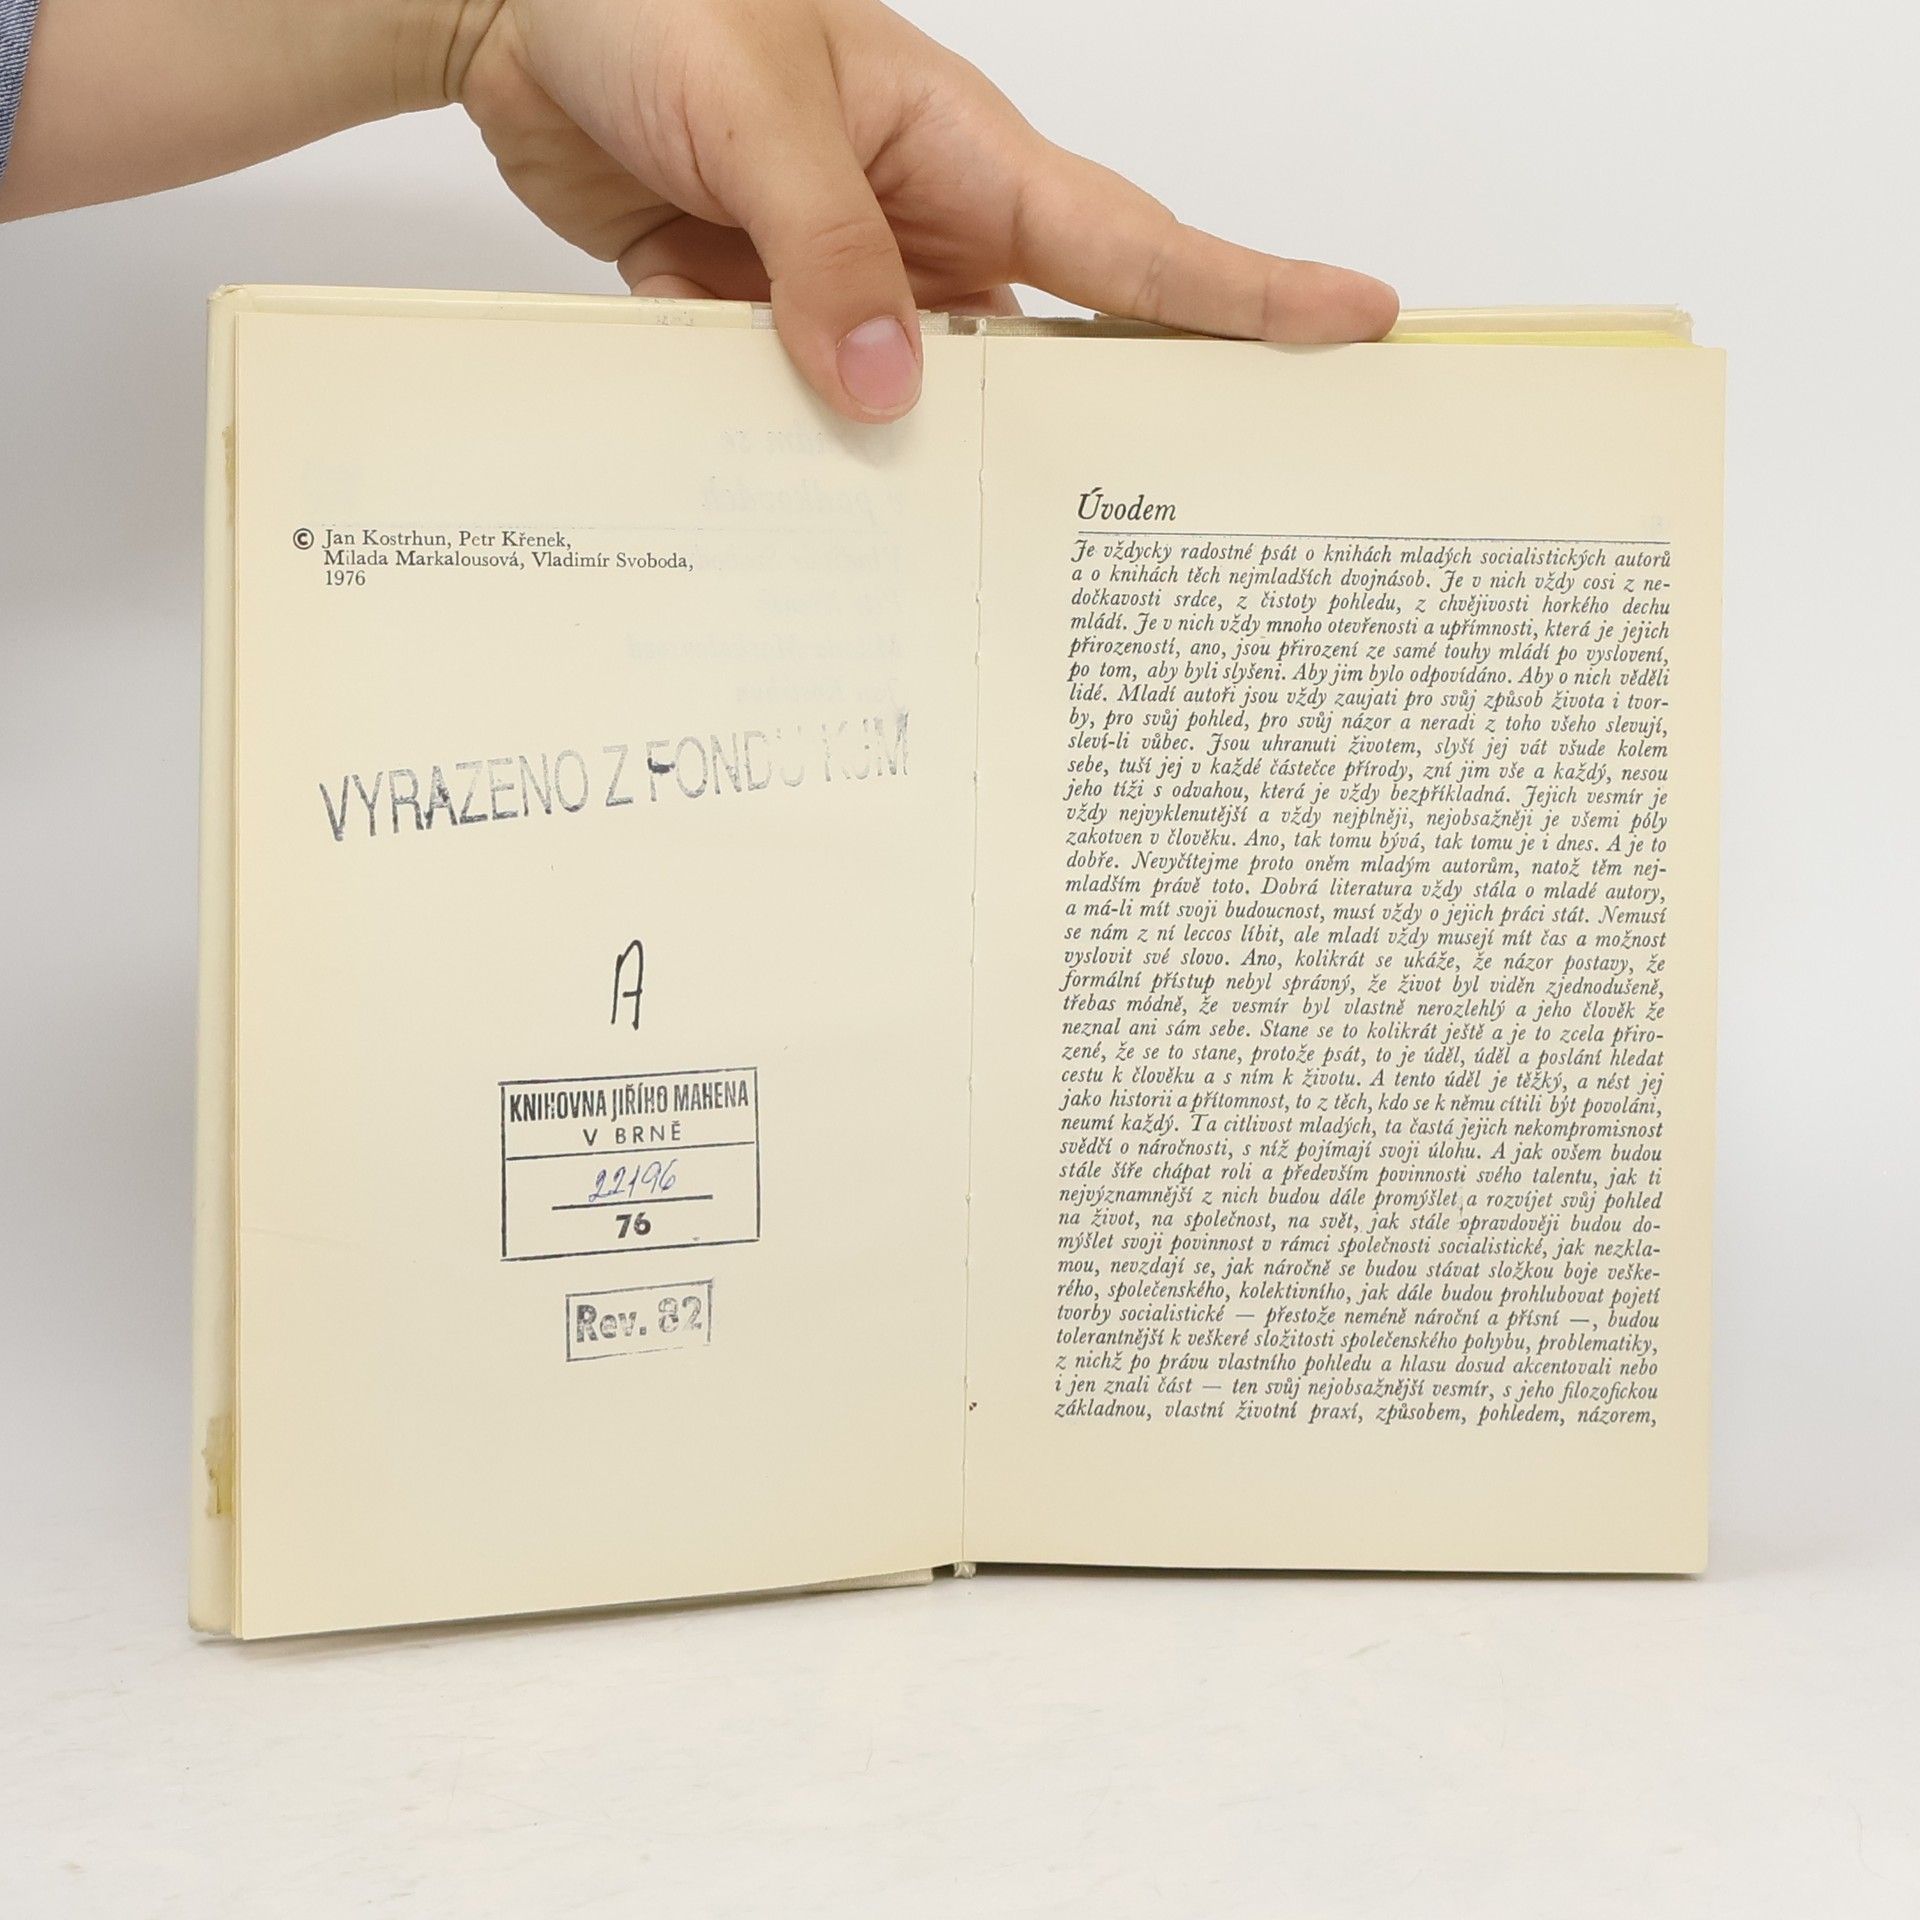 © Jan Kostrhun, Petr Křenek,
Milada Markalousová, Vladimír Svoboda,
1976
VYŘAZENO Z FONDU KJM
A
KNIHOVNA JIŘÍHO MAHENA
V BRNĚ
22196
76
Rev. 82
Úvodem
Je vždycky radostné psát o knihách mladých socialistických autorů
a o knihách těch nejmladších dvojnásob. Je v nich vždy cosi z ne-
dočkavosti srdce, z čistoty pohledu, z chvějivosti horkého dechu
mládí. Je v nich vždy mnoho otevřenosti a upřímnosti, která je jejich
přirozeností, ano, jsou přirození ze samé touhy mládí po vyslovení,
po tom, aby byli slyšeni. Aby jim bylo odpovídáno. Aby o nich věděli
lidé. Mladí autoři jsou vždy zaujati pro svůj způsob života i tvor-
by, pro svůj pohled, pro svůj názor a neradi z toho všeho slevují,
sleví-li vůbec. Jsou uhranuti životem, slyší jej vát všude kolem
sebe, tuší jej v každé částečce přírody, zní jim vše a každý, nesou
jeho tíži s odvahou, která je vždy bezpříkladná. Jejich vesmír je
vždy nejvyklenutější a vždy nejplněji, nejobsažněji je všemi póly
zakotven v člověku. Ano, tak tomu bývá, tak tomu je i dnes. A je to
dobře. Nevyčítejme proto oněm mladým autorům, natož těm nej-
mladším právě toto. Dobrá literatura vždy stála o mladé autory,
a má-li mít svoji budoucnost, musí vždy o jejich práci stát. Nemusí
se nám z ní leccos líbit, ale mladí vždy musejí mít čas a možnost
vyslovit své slovo. Ano, kolikrát se ukáže, že názor postavy, že
formální přístup nebyl správný, že život byl viděn zjednodušeně,
třebas módně, že vesmír byl vlastně nerozlehlý a jeho člověk že
neznal ani sám sebe. Stane se to kolikrát ještě a je to zcela přiro-
zené, že se to stane, protože psát, to je úděl, úděl a poslání hledat
cestu k člověku a s ním k životu. A tento úděl je těžký, a nést jej
jako historii a přítomnost, to z těch, kdo se k němu cítili být povoláni,
neumí každý. Ta citlivost mladých, ta častá jejich nekompromisnost
svědčí o náročnosti, s níž pojímají svoji úlohu. A jak ovšem budou
stále šíře chápat roli a především povinnosti svého talentu, jak ti
nejvýznamnější z nich budou dále promýšlet a rozvíjet svůj pohled
na život, na společnost, na svět, jak stále opravdověji budou do-
mýšlet svoji povinnost v rámci společnosti socialistické, jak nezkla-
mou, nevzdají se, jak náročně se budou stávat složkou boje veške-
rého, společenského, kolektivního, jak dále budou prohlubovat pojetí
tvorby socialistické — přestože neméně nároční a přísní —, budou
tolerantnější k veškeré složitosti společenského pohybu, problematiky,
z nichž po právu vlastního pohledu a hlasu dosud akcentovali nebo
i jen znali část — ten svůj nejobsažnější vesmír, s jeho filozofickou
základnou, vlastní životní praxí, způsobem, pohledem, názorem,